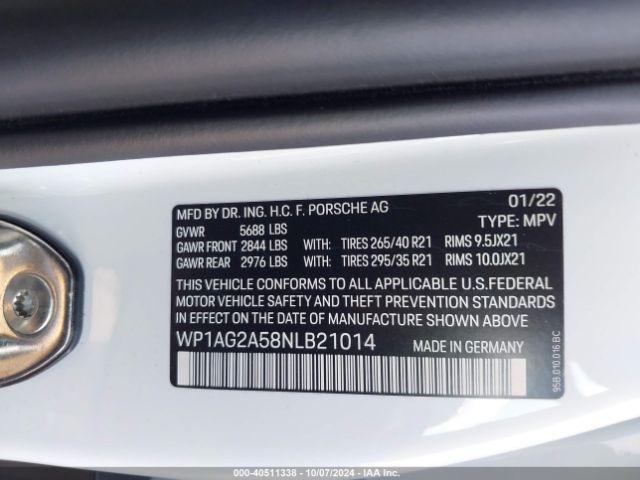 MFD BY DR. ING. H.C. F. PORSCHE AG 01/22
GVWR 5688 LBS TYPE: MPV
GAWR FRONT 2844 LBS WITH: TIRES 265/40 R21 RIMS 9.5JX21
GAWR REAR 2976 LBS WITH: TIRES 295/35 R21 RIMS 10.0JX21
THIS VEHICLE CONFORMS TO ALL APPLICABLE U.S.FEDERAL
MOTOR VEHICLE SAFETY AND THEFT PREVENTION STANDARDS
IN EFFECT ON THE DATE OF MANUFACTURE SHOWN ABOVE
WP1AG2A58NLB21014 MADE IN GERMANY
95B.010.016 BC
000-40511338 | 10/07/2024 | IAA Inc.